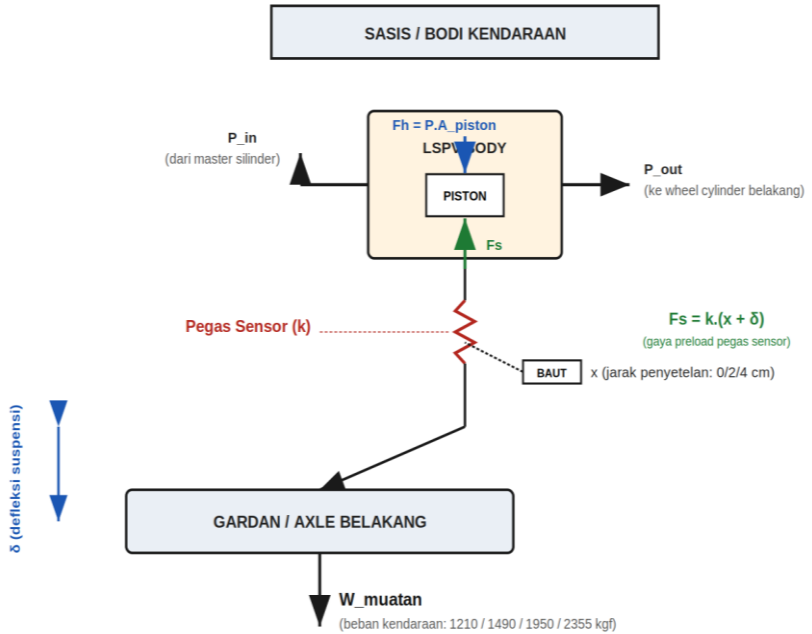 SASIS / BODI KENDARAAN
Fh = P.A_piston
LSPV BODY
P_in
(dari master silinder)
PISTON
P_out
(ke wheel cylinder belakang)
Fs
Pegas Sensor (k)
Fs = k.(x + δ)
(gaya preload pegas sensor)
BAUT
x (jarak penyetelan: 0/2/4 cm)
δ (defleksi suspensi)
GARDAN / AXLE BELAKANG
W_muatan
(beban kendaraan: 1210 / 1490 / 1950 / 2355 kgf)